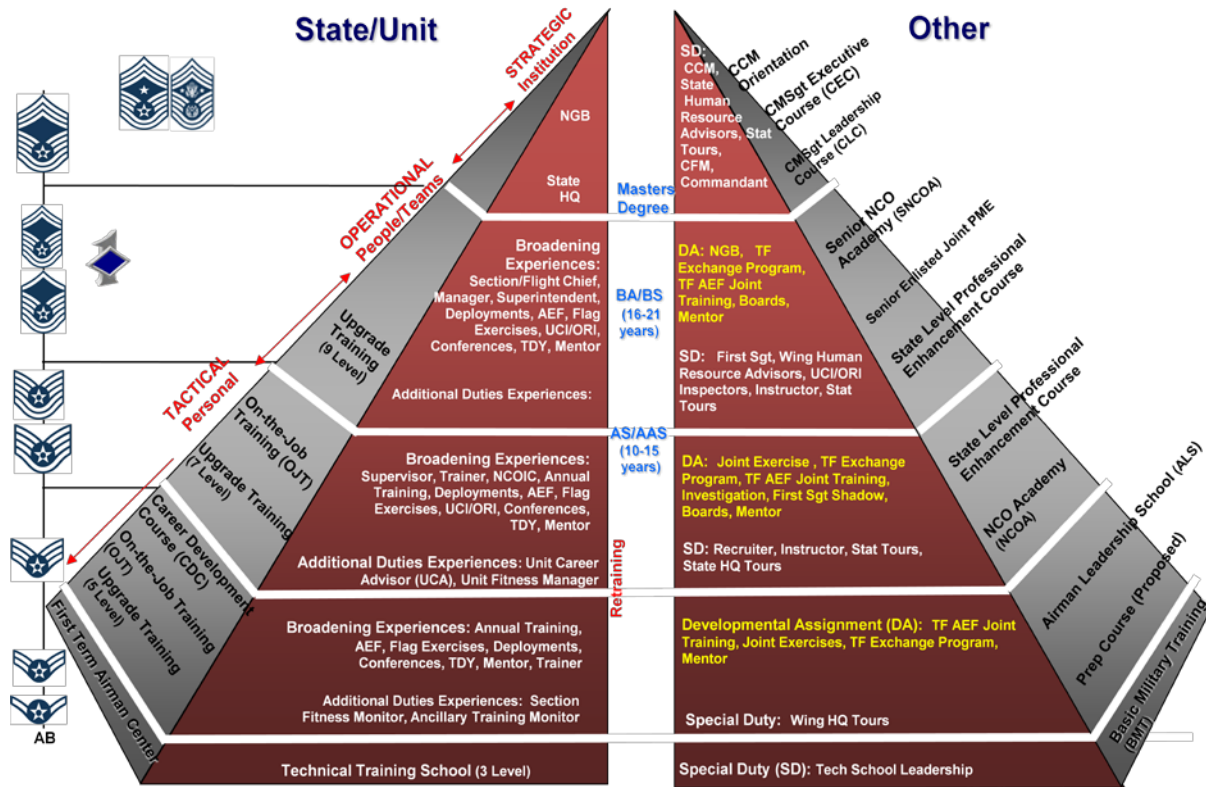 State/Unit
Other
STRATEGIC
Institution
OPERATIONAL
People/Teams
TACTICAL
Personal
AB
NGB
State
HQ
SD:
CCM,
State
Human
Resource
Advisors, Stat
Tours,
CFM,
Commandant
CCM
Orientation
CMSgt Executive
Course (CEC)
CMSgt Leadership
Course (CLC)
Masters
Degree
Upgrade
Training
(9 Level)
Broadening
Experiences:
Section/Flight Chief,
Manager, Superintendent,
Deployments, AEF, Flag
Exercises, UCI/ORI,
Conferences, TDY, Mentor
Additional Duties Experiences:
BA/BS
(16-21
years)
DA: NGB, TF
Exchange Program,
TF AEF Joint
Training, Boards,
Mentor
SD: First Sgt, Wing Human
Resource Advisors, UCI/ORI
Inspectors, Instructor, Stat
Tours
Senior NCO
Academy (SNCOA)
Senior Enlisted Joint PME
State Level Professional
Enhancement Course
AS/AAS
(10-15
years)
On-the-Job
Training (OJT)
Upgrade Training
(7 Level)
Broadening Experiences:
Supervisor, Trainer, NCOIC, Annual
Training, Deployments, AEF, Flag
Exercises, UCI/ORI, Conferences,
TDY, Mentor
Additional Duties Experiences: Unit Career
Advisor (UCA), Unit Fitness Manager
DA: Joint Exercise , TF Exchange
Program, TF AEF Joint Training,
Investigation, First Sgt Shadow,
Boards, Mentor
SD: Recruiter, Instructor, Stat Tours,
State HQ Tours
State Level Professional
Enhancement Course
NCO Academy
(NCOA)
Retraining
Career Development
Course (CDC)
On-the-Job Training
(OJT)
Upgrade Training
(5 Level)
Broadening Experiences: Annual Training,
AEF, Flag Exercises, Deployments,
Conferences, TDY, Mentor, Trainer
Additional Duties Experiences: Section
Fitness Monitor, Ancillary Training Monitor
Developmental Assignment (DA): TF AEF Joint
Training, Joint Exercises, TF Exchange Program,
Mentor
Special Duty: Wing HQ Tours
Airman Leadership School (ALS)
Prep Course (Proposed)
First Term Airman Center
Technical Training School (3 Level)
Special Duty (SD): Tech School Leadership
Basic Military Training
(BMT)